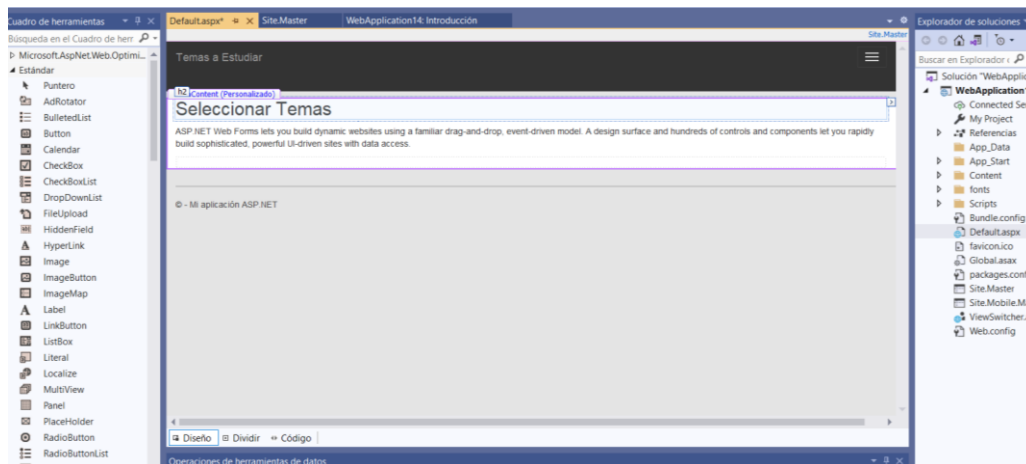 Cuadro de herramientas
Default.aspx*
Site.Master
WebApplication14: Introducción
Explorador de soluciones
Búsqueda en el Cuadro de herr
Site.Master
Buscar en Explorador
Microsoft.AspNet.Web.Optimi...
Estándar
Puntero
AdRotator
BulletedList
Button
Calendar
CheckBox
CheckBoxList
DropDownList
FileUpload
HiddenField
HyperLink
Image
ImageButton
ImageMap
Label
LinkButton
ListBox
Literal
Localize
MultiView
Panel
PlaceHolder
RadioButton
RadioButtonList
Temas a Estudiar
h2
Content (Personalizado)
Seleccionar Temas
ASP.NET Web Forms lets you build dynamic websites using a familiar drag-and-drop, event-driven model. A design surface and hundreds of controls and components let you rapidly
build sophisticated, powerful UI-driven sites with data access.
© - Mi aplicación ASP.NET
Diseño
Dividir
Código
Operaciones de herramientas de datos
Solución "WebApplic
WebApplication
Connected Se
My Project
Referencias
App_Data
App_Start
Content
fonts
Scripts
Bundle.config
Default.aspx
favicon.ico
Global.asax
packages.conf
Site.Master
Site.Mobile.M
ViewSwitcher.
Web.config